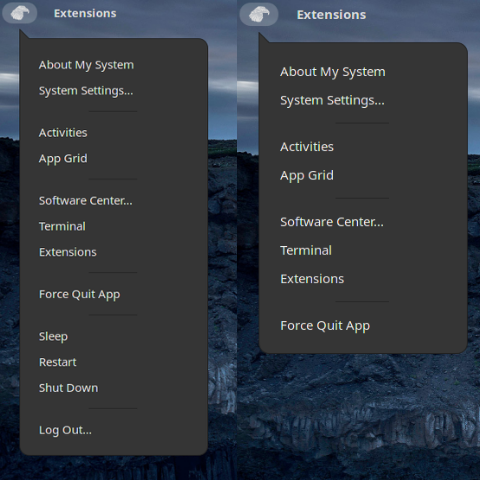 Extensions
About My System
System Settings...
Activities
App Grid
Software Center...
Terminal
Extensions
Force Quit App
Sleep
Restart
Shut Down
Log Out...
Extensions
About My System
System Settings...
Activities
App Grid
Software Center...
Terminal
Extensions
Force Quit App